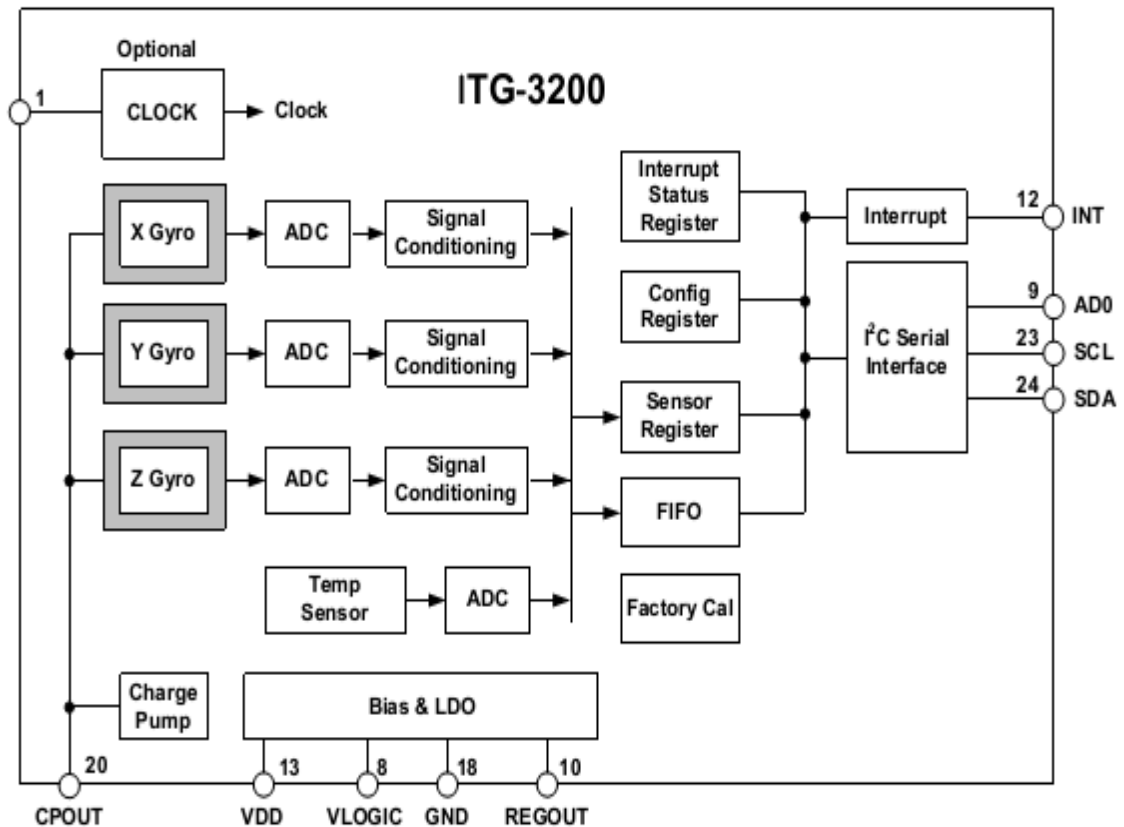 Optional
ITG-3200
1
CLOCK
Clock
X Gyro
ADC
Signal
Conditioning
Interrupt
Status
Register
Interrupt
12
INT
Y Gyro
ADC
Signal
Conditioning
Config
Register
I²C Serial
Interface
9
AD0
23
SCL
24
SDA
Z Gyro
ADC
Signal
Conditioning
Sensor
Register
FIFO
Temp
Sensor
ADC
Factory Cal
Charge
Pump
Bias & LDO
20
13
8
18
10
CPOUT
VDD
VLOGIC
GND
REGOUT